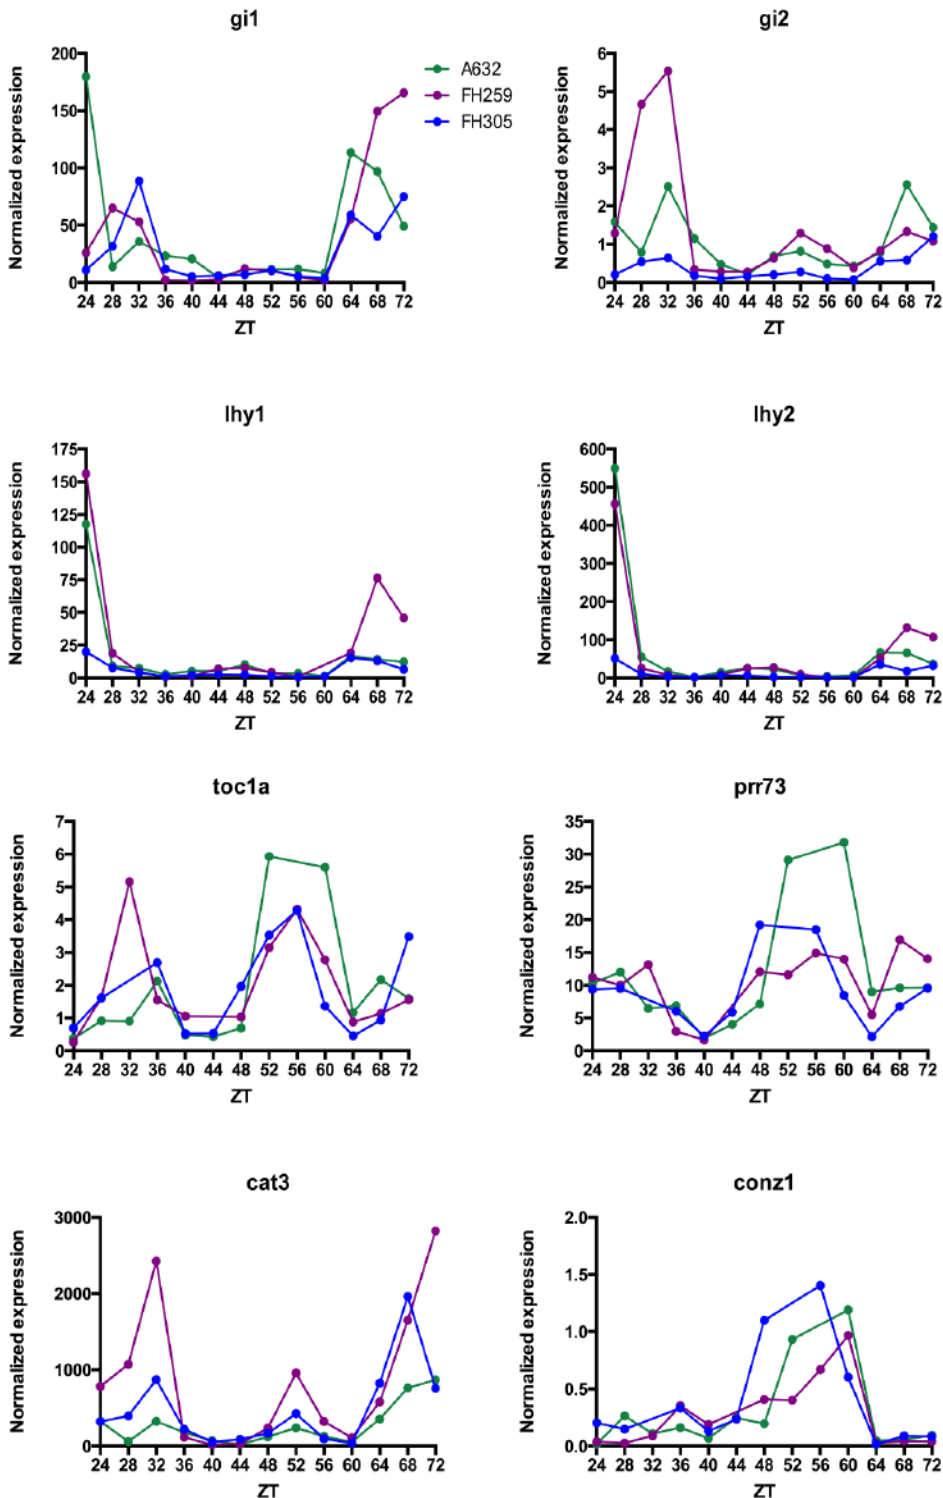 gi1
gi2
Normalized expression
200
150
100
50
0
24 28 32 36 40 44 48 52 56 60 64 68 72
ZT
A632
FH259
FH305
Normalized expression
6
5
4
3
2
1
0
24 28 32 36 40 44 48 52 56 60 64 68 72
ZT
lhy1
lhy2
Normalized expression
175
150
125
100
75
50
25
0
24 28 32 36 40 44 48 52 56 60 64 68 72
ZT
Normalized expression
600
500
400
300
200
100
0
24 28 32 36 40 44 48 52 56 60 64 68 72
ZT
toc1a
prr73
Normalized expression
7
6
5
4
3
2
1
0
24 28 32 36 40 44 48 52 56 60 64 68 72
ZT
Normalized expression
35
30
25
20
15
10
5
0
24 28 32 36 40 44 48 52 56 60 64 68 72
ZT
cat3
conz1
Normalized expression
3000
2000
1000
0
24 28 32 36 40 44 48 52 56 60 64 68 72
ZT
Normalized expression
2.0
1.5
1.0
0.5
0.0
24 28 32 36 40 44 48 52 56 60 64 68 72
ZT